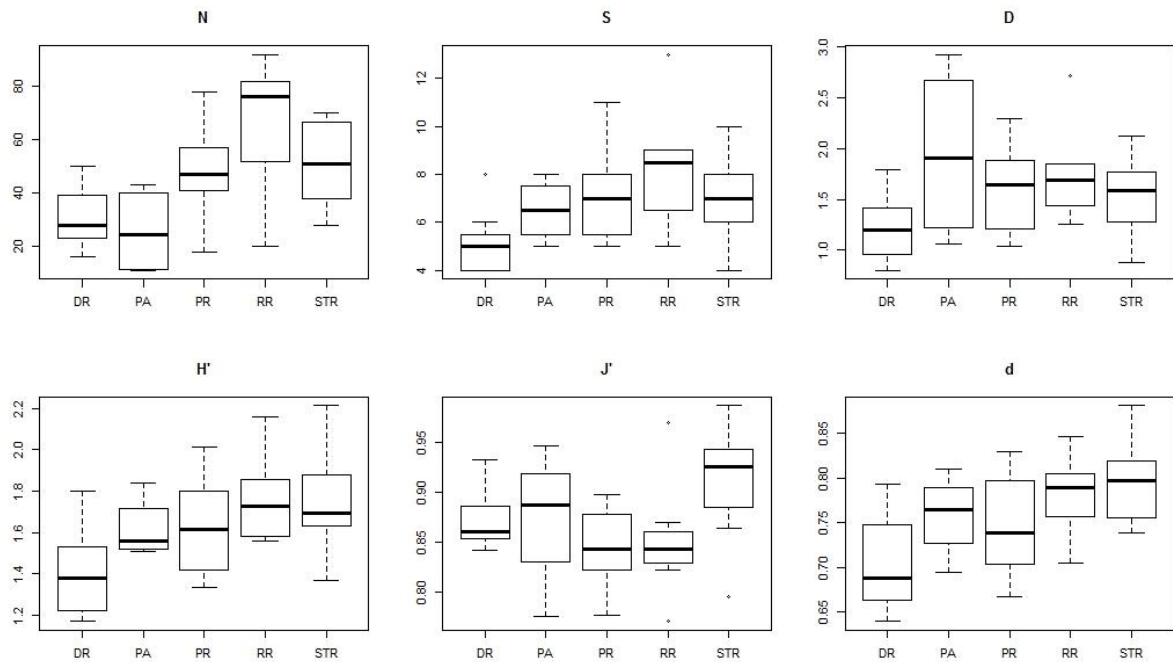 N
S
D
80
60
40
20
DR PA PR RR STR
12
10
8
6
4
DR PA PR RR STR
3.0
2.5
2.0
1.5
1.0
DR PA PR RR STR
H'
J'
d
2.2
2.0
1.8
1.6
1.4
1.2
DR PA PR RR STR
0.95
0.90
0.85
0.80
DR PA PR RR STR
0.85
0.80
0.75
0.70
0.65
DR PA PR RR STR